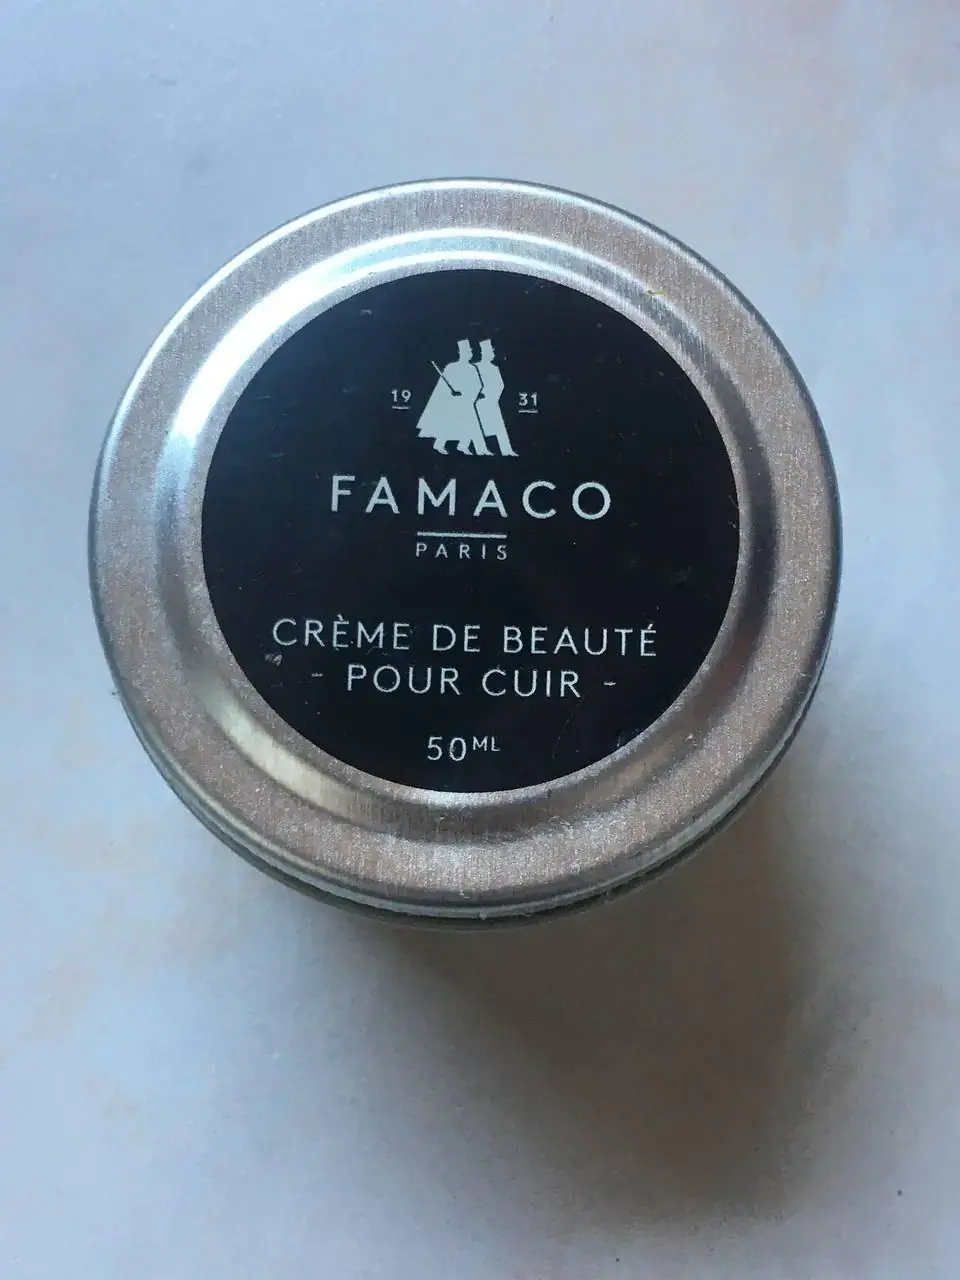 19 31
FAMACO
PARIS
CRÈME DE BEAUTÉ
- POUR CUIR -
50ML